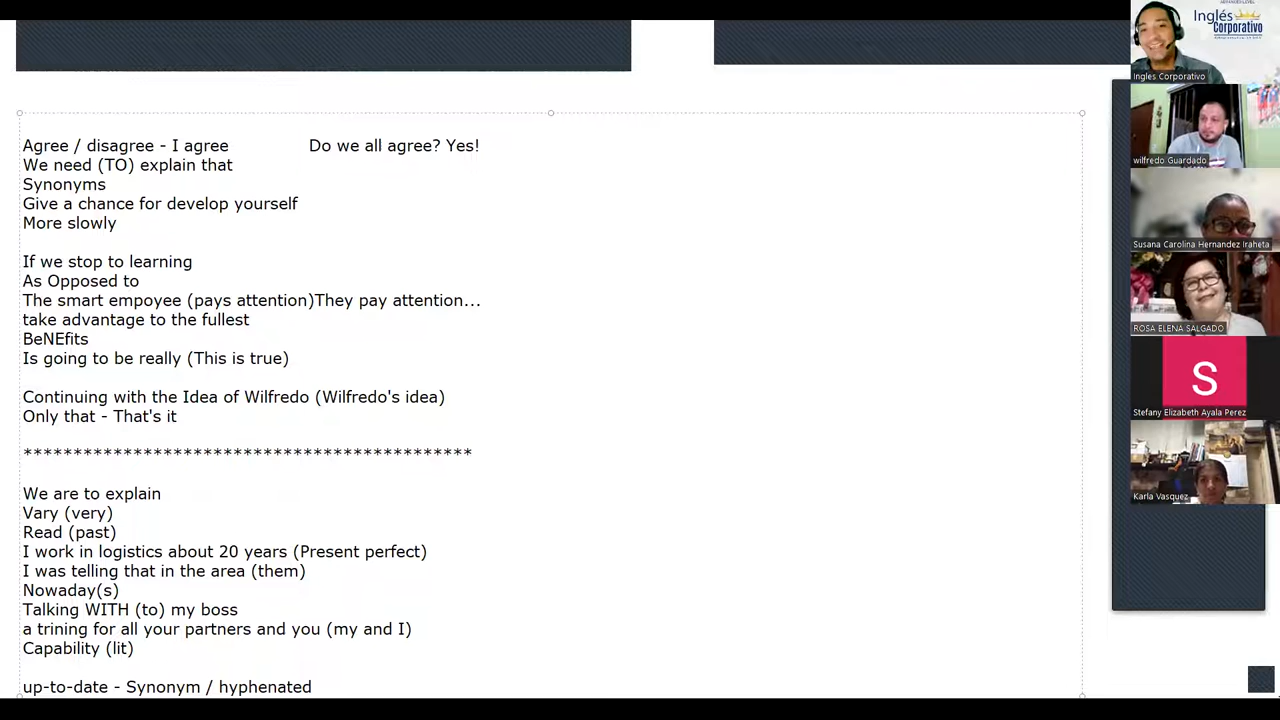 Agree / disagree - I agree Do we all agree? Yes!
We need (TO) explain that
Synonyms
Give a chance for develop yourself
More slowly
If we stop to learning
As Opposed to
The smart empoyee (pays attention)They pay attention...
take advantage to the fullest
BeNEfits
Is going to be really (This is true)
Continuing with the Idea of Wilfredo (Wilfredo's idea)
Only that - That's it
*********************************************
We are to explain
Vary (very)
Read (past)
I work in logistics about 20 years (Present perfect)
I was telling that in the area (them)
Nowaday(s)
Talking WITH (to) my boss
a trining for all your partners and you (my and I)
Capability (lit)
up-to-date - Synonym / hyphenated
Inglés
Corporativo
Ingles Corporativo
wilfredo Guardado
Susana Carolina Hernandez Iraheta
ROSA ELENA SALGADO
S
Stefany Elizabeth Ayala Perez
Karla Vasquez